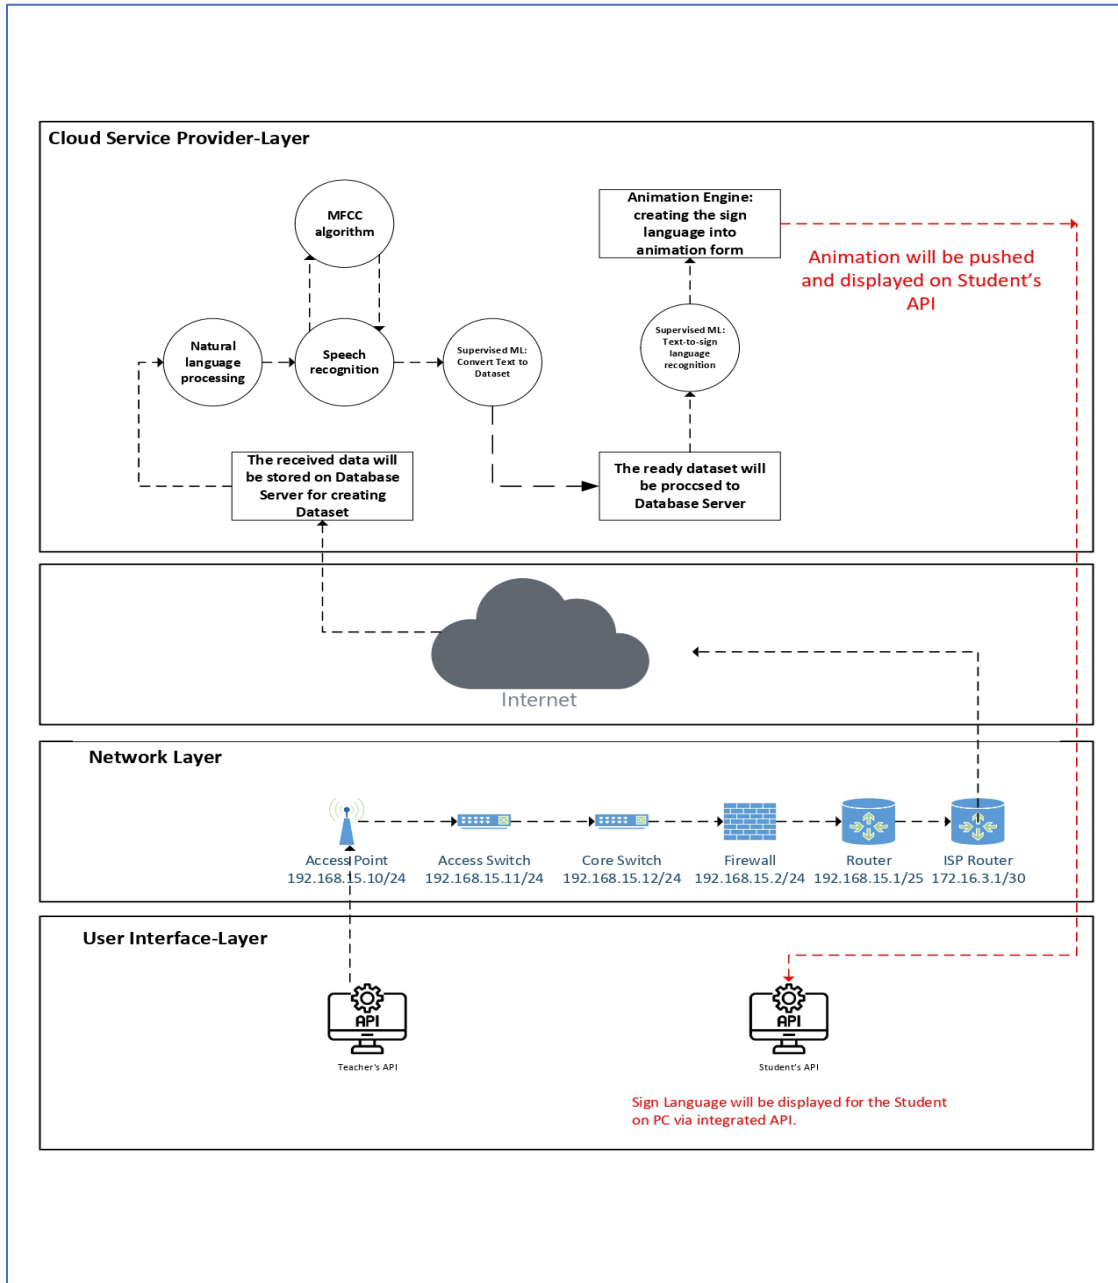 Cloud Service Provider-Layer
MFCC
algorithm
Animation Engine:
creating the sign
language into
animation form
Animation will be pushed
and displayed on Student's
API
Natural
language
processing
Speech
recognition
Supervised ML:
Convert Text to
Dataset
Supervised ML:
Text-to-sign
language
recognition
The received data will
be stored on Database
Server for creating
Dataset
The ready dataset will
be proccsed to
Database Server
Internet
Network Layer
Access Point
192.168.15.10/24
Access Switch
192.168.15.11/24
Core Switch
192.168.15.12/24
Firewall
192.168.15.2/24
Router
192.168.15.1/25
ISP Router
172.16.3.1/30
User Interface-Layer
API
Teacher's API
API
Student's API
Sign Language will be displayed for the Student
on PC via integrated API.